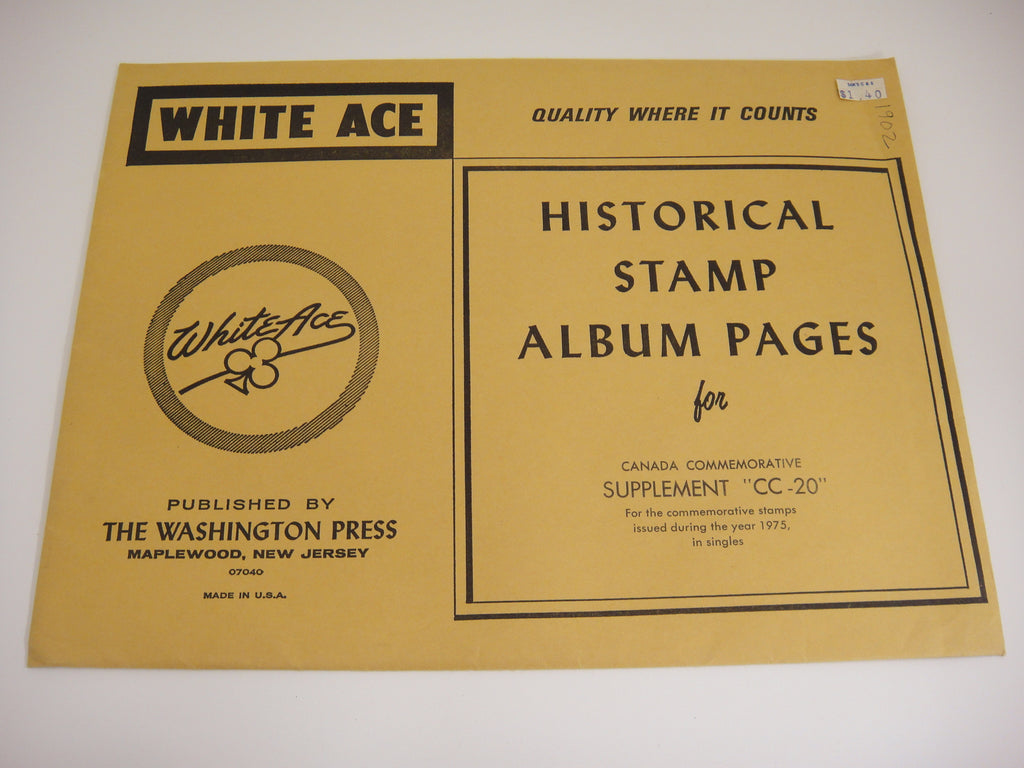 WHITE ACE
QUALITY WHERE IT COUNTS
$1.40
1902
HISTORICAL
STAMP
ALBUM PAGES
for
CANADA COMMEMORATIVE
SUPPLEMENT "CC-20"
For the commemorative stamps
issued during the year 1975,
in singles
White-Ace
PUBLISHED BY
THE WASHINGTON PRESS
MAPLEWOOD, NEW JERSEY
07040
MADE IN U.S.A.